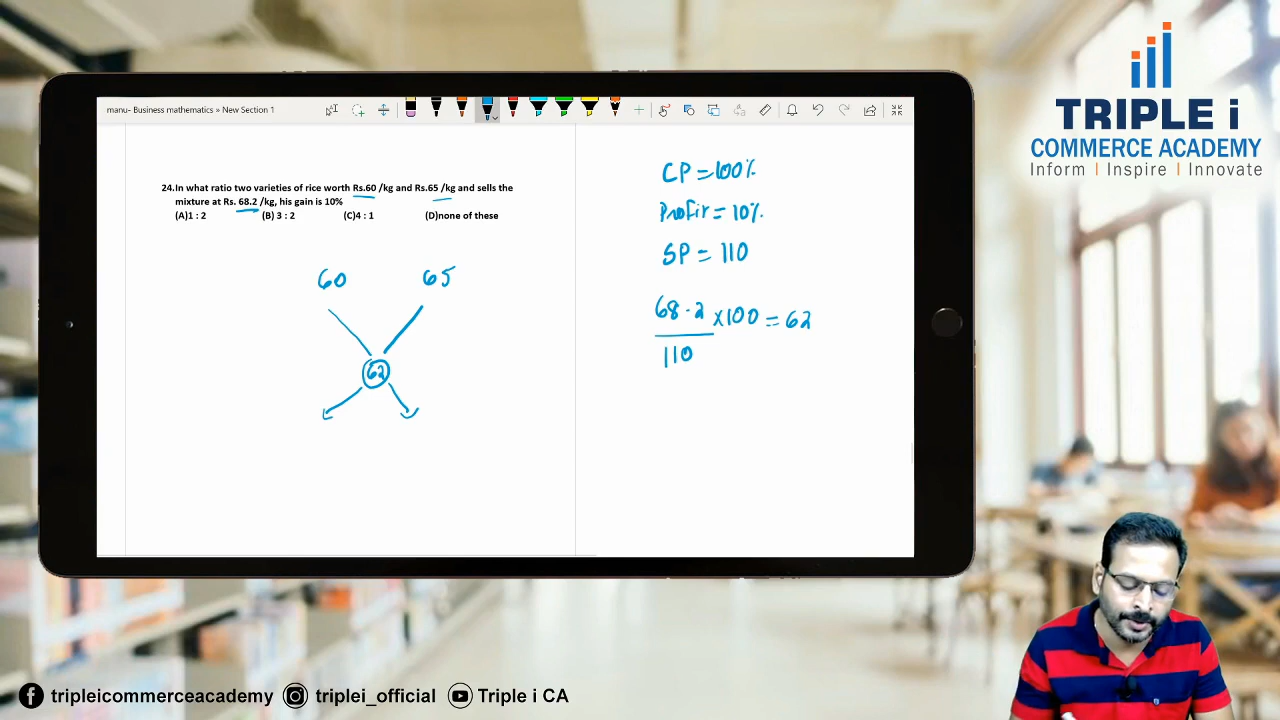 TRIPLE i
COMMERCE ACADEMY
Inform | Inspire | Innovate
manu- Business mathematics » New Section 1
24.In what ratio two varieties of rice worth Rs.60 /kg and Rs.65 /kg and sells the
mixture at Rs. 68.2 /kg, his gain is 10%
(A)1 : 2 (B) 3 : 2 (C)4 : 1 (D)none of these
60 65
62
CP = 100%
Profit = 10%
SP = 110
68.2
110
×100 = 62
tripleicommerceacademy triplei_official Triple i CA